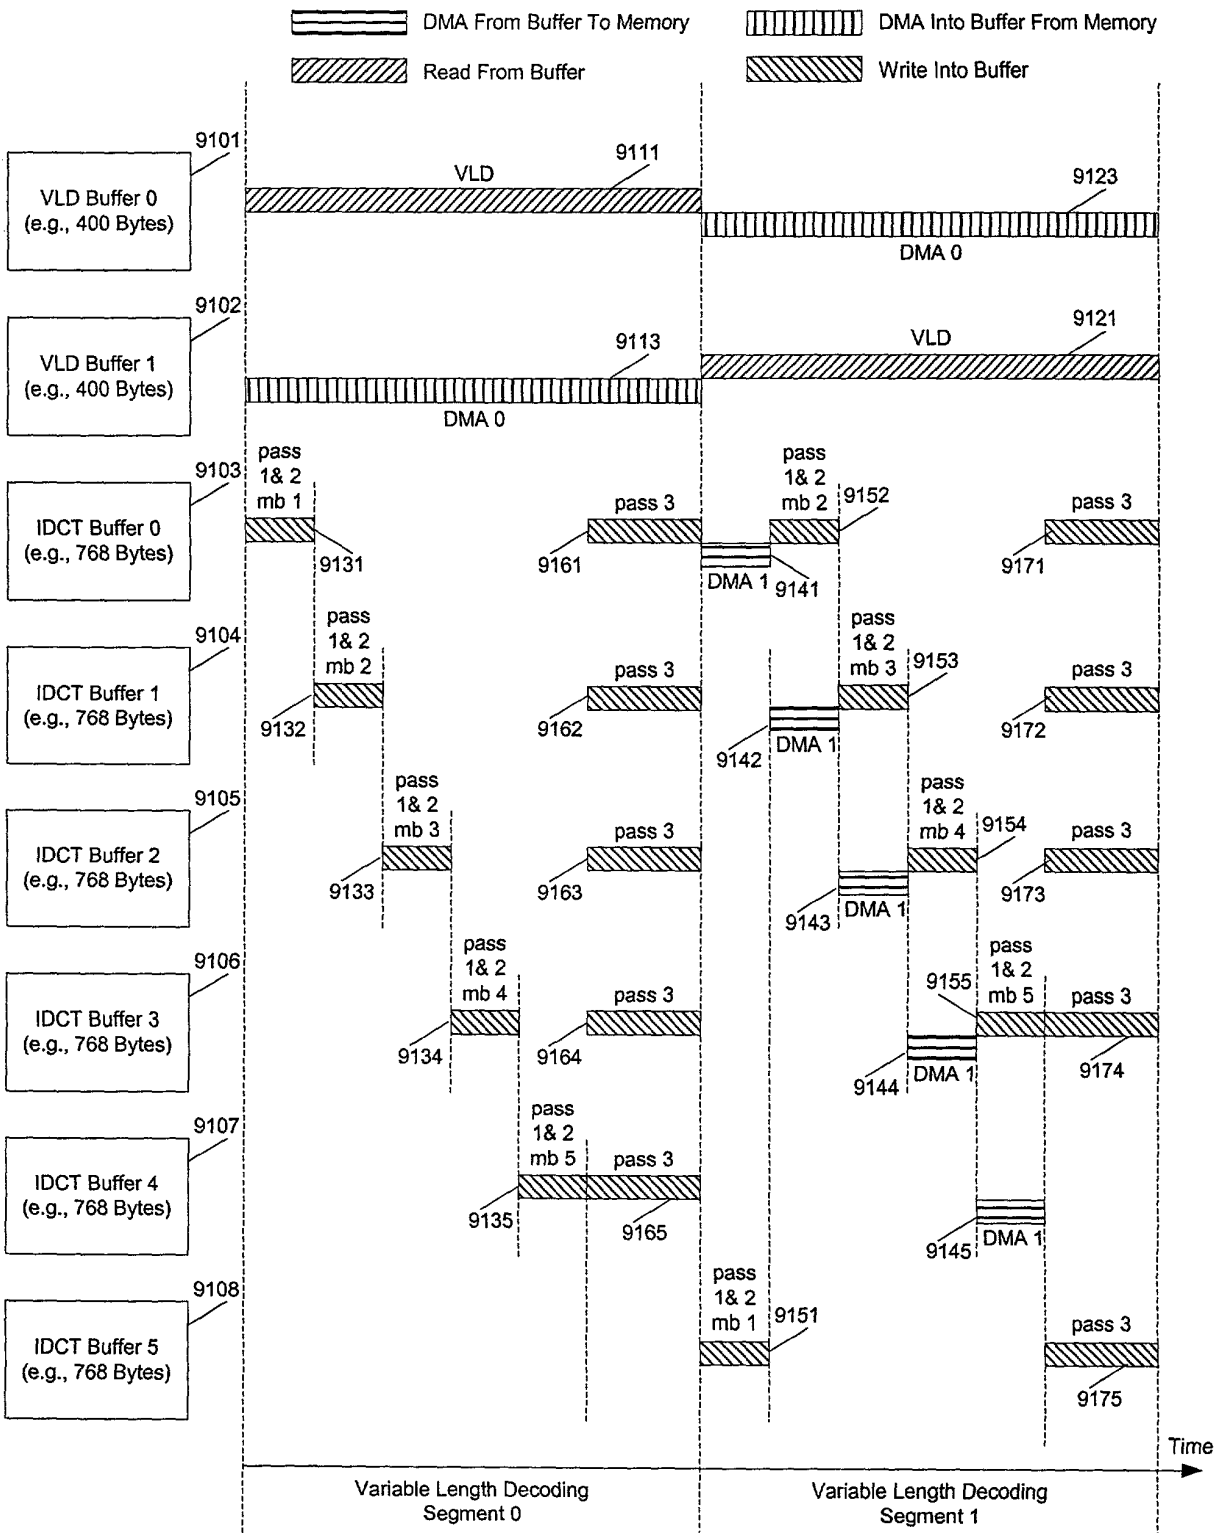 DMA From Buffer To Memory
DMA Into Buffer From Memory
Read From Buffer
Write Into Buffer
9101
VLD Buffer 0
(e.g., 400 Bytes)
VLD
9111
9123
DMA 0
9102
VLD Buffer 1
(e.g., 400 Bytes)
9113
VLD
9121
DMA 0
9103
IDCT Buffer 0
(e.g., 768 Bytes)
pass
1& 2
mb 1
9131
pass 3
9161
DMA 1
9141
pass
1& 2
mb 2
9152
pass 3
9171
9104
IDCT Buffer 1
(e.g., 768 Bytes)
pass
1& 2
mb 2
9132
pass 3
9162
9142
DMA 1
pass
1& 2
mb 3
9153
pass 3
9172
9105
IDCT Buffer 2
(e.g., 768 Bytes)
pass
1& 2
mb 3
9133
pass 3
9163
9143
DMA 1
pass
1& 2
mb 4
9154
pass 3
9173
9106
IDCT Buffer 3
(e.g., 768 Bytes)
pass
1& 2
mb 4
9134
pass 3
9164
9144
DMA 1
9155
pass
1& 2
mb 5
pass 3
9174
9107
IDCT Buffer 4
(e.g., 768 Bytes)
pass
1& 2
mb 5
9135
pass 3
9165
9145
DMA 1
9108
IDCT Buffer 5
(e.g., 768 Bytes)
pass
1& 2
mb 1
9151
pass 3
9175
Time
Variable Length Decoding
Segment 0
Variable Length Decoding
Segment 1